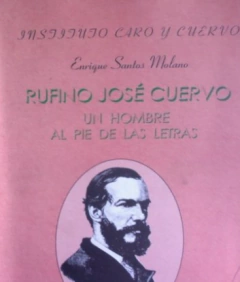 INSTITUTO CARO Y CUERVO
Enrique Santos Molano
RUFINO JOSÉ CUERVO
UN HOMBRE
AL PIE DE LAS LETRAS